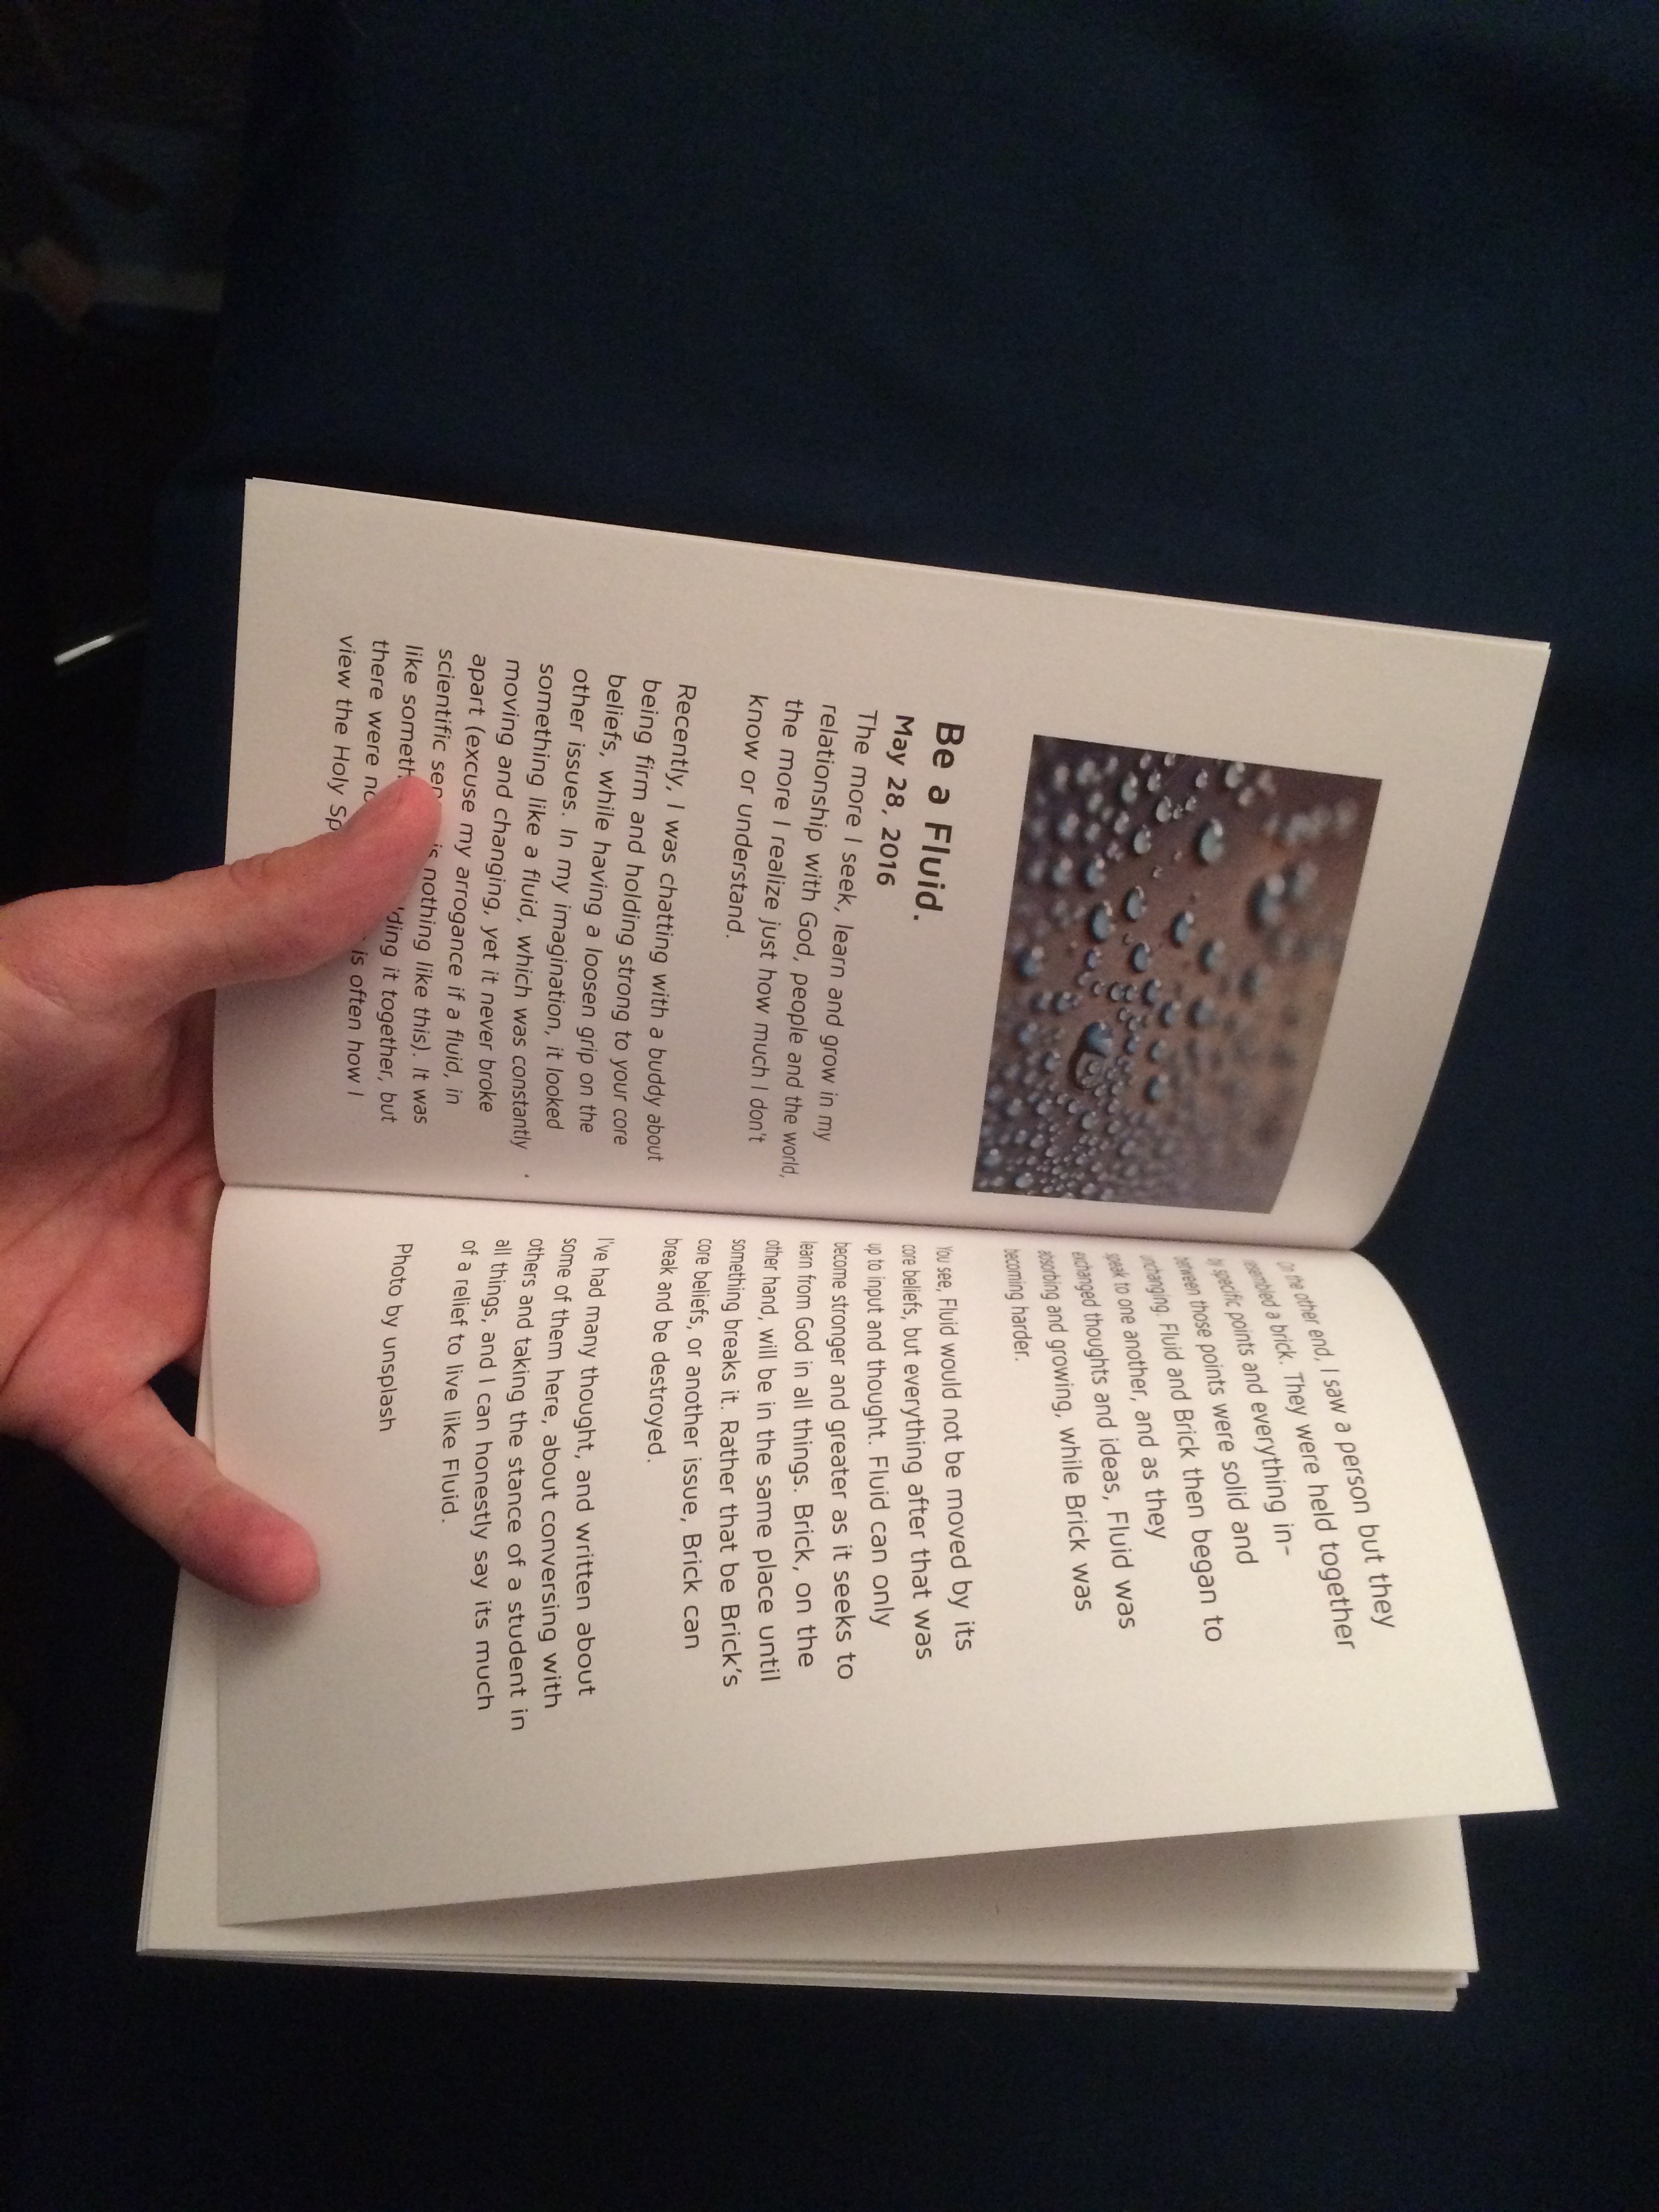 Be a Fluid.
May 28, 2016
The more I seek, learn and grow in my
relationship with God, people and the world,
the more I realize just how much I don't
know or understand.
Recently, I was chatting with a buddy about
being firm and holding strong to your core
beliefs, while having a loosen grip on the
other issues. In my imagination, it looked
something like a fluid, which was constantly
moving and changing, yet it never broke
apart (excuse my arrogance if a fluid, in
scientific is nothing like this). It was
like
there were it together, but
view the Holy is often how I
On the other end, I saw a person but they
resembled a brick. They were held together
by specific points and everything in-
between those points were solid and
unchanging. Fluid and Brick then began to
speak to one another, and as they
exchanged thoughts and ideas, Fluid was
absorbing and growing, while Brick was
becoming harder.
You see, Fluid would not be moved by its
core beliefs, but everything after that was
up to input and thought. Fluid can only
become stronger and greater as it seeks to
learn from God in all things. Brick, on the
other hand, will be in the same place until
something breaks it. Rather that be Brick's
core beliefs, or another issue, Brick can
break and be destroyed.
I've had many thought, and written about
some of them here, about conversing with
others and taking the stance of a student in
all things, and I can honestly say its much
of a relief to live like Fluid.
Photo by unsplash